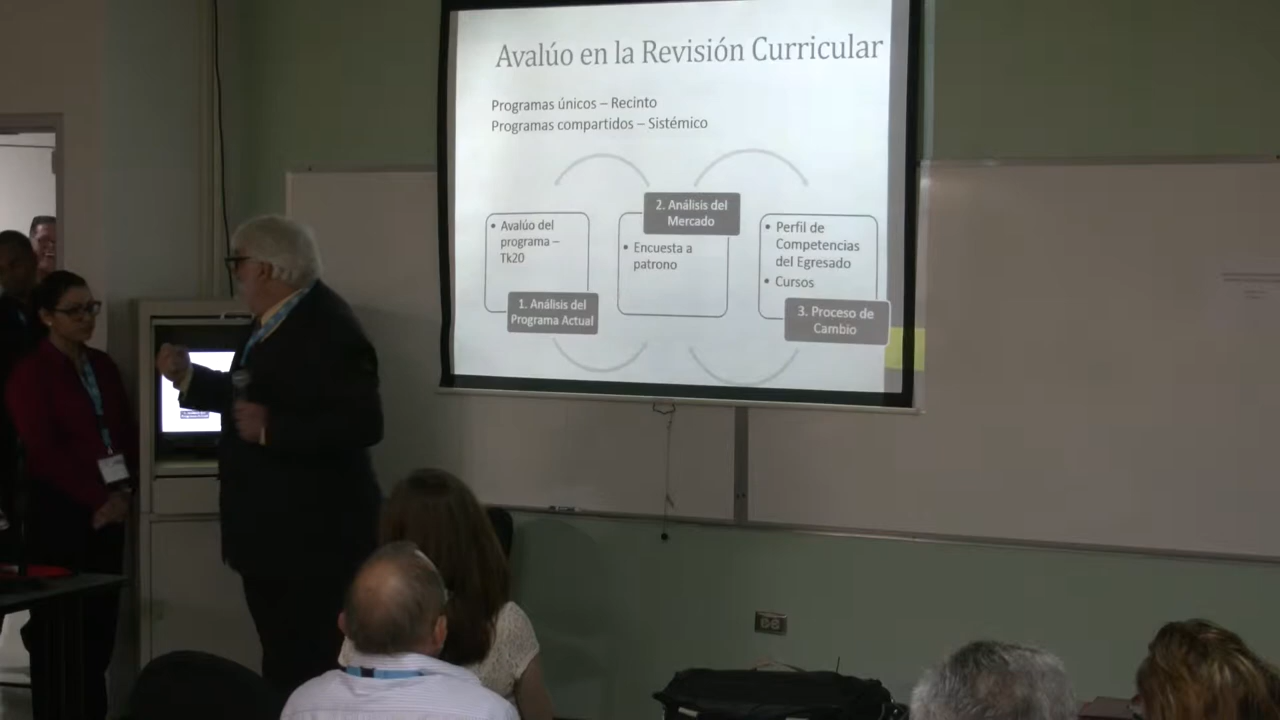 Avalúo en la Revisión Curricular
Programas únicos – Recinto
Programas compartidos – Sistémico
• Avalúo del
programa –
Tk20
1. Análisis del
Programa Actual
2. Análisis del
Mercado
• Encuesta a
patrono
• Perfil de
Competencias
del Egresado
• Cursos
3. Proceso de
Cambio